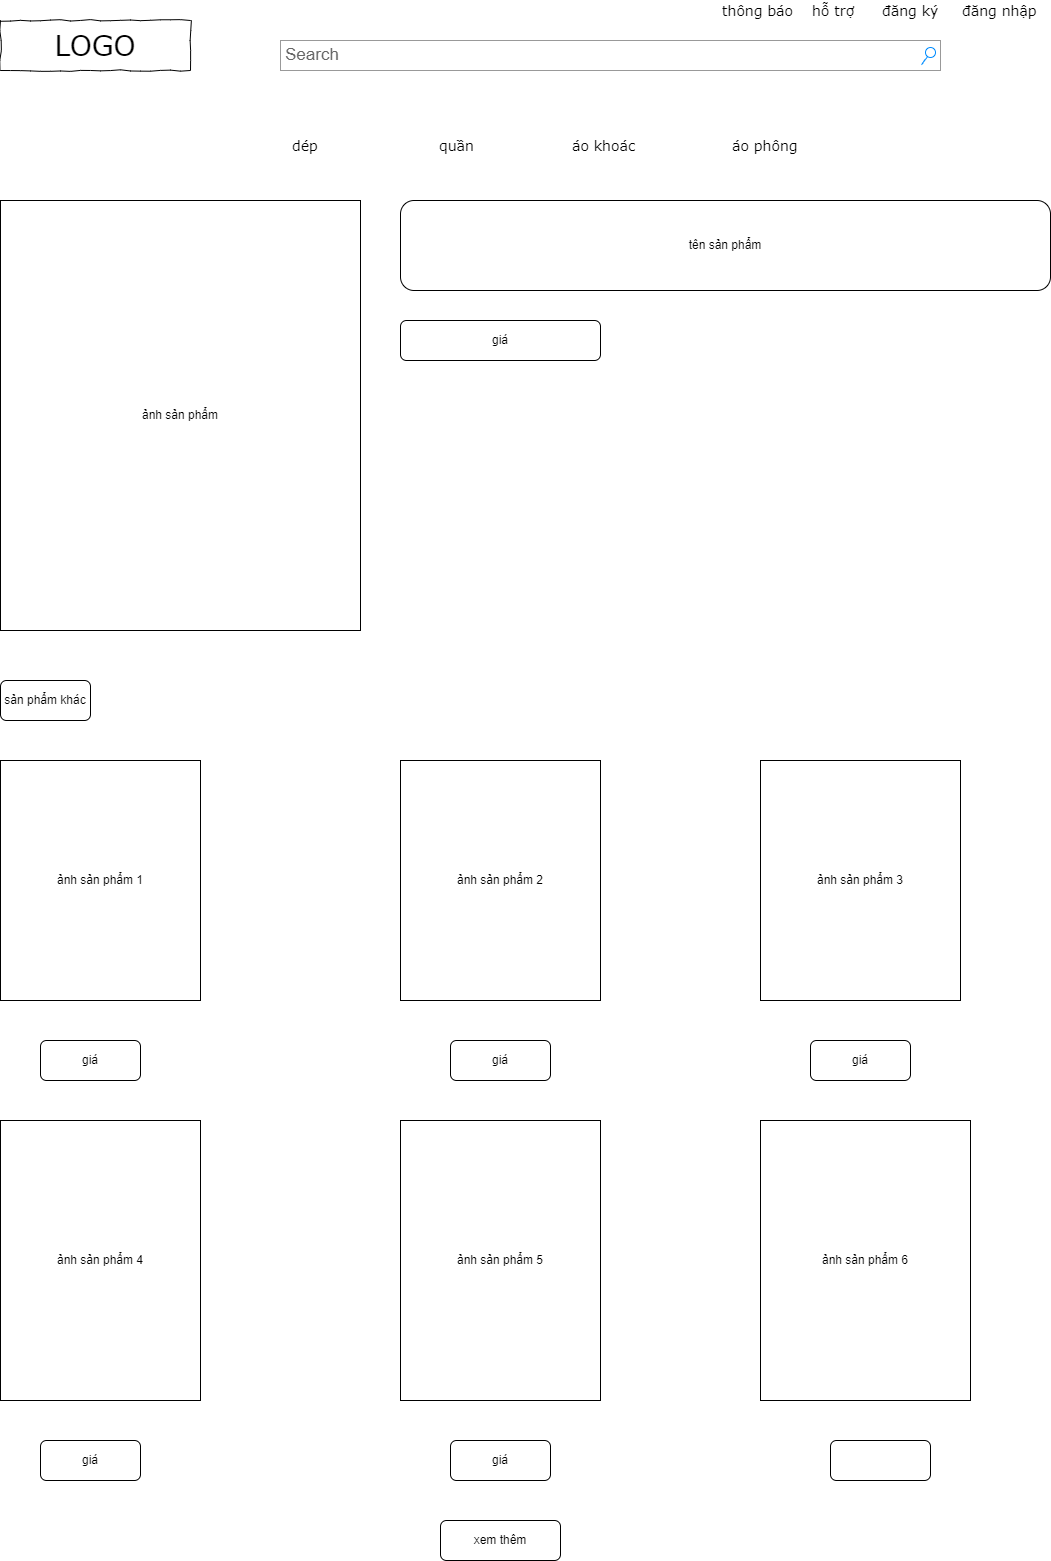 thông báo hỗ trợ đăng ký đăng nhập
LOGO
Search
dép quần áo khoác áo phông
tên sản phẩm
giá
ảnh sản phẩm
sản phẩm khác
ảnh sản phẩm 1 ảnh sản phẩm 2 ảnh sản phẩm 3
giá giá giá
ảnh sản phẩm 4 ảnh sản phẩm 5 ảnh sản phẩm 6
giá giá
xem thêm